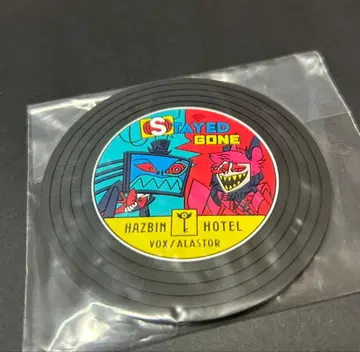 STAYED
GONE
HAZBIN HOTEL
VOX/ALASTOR